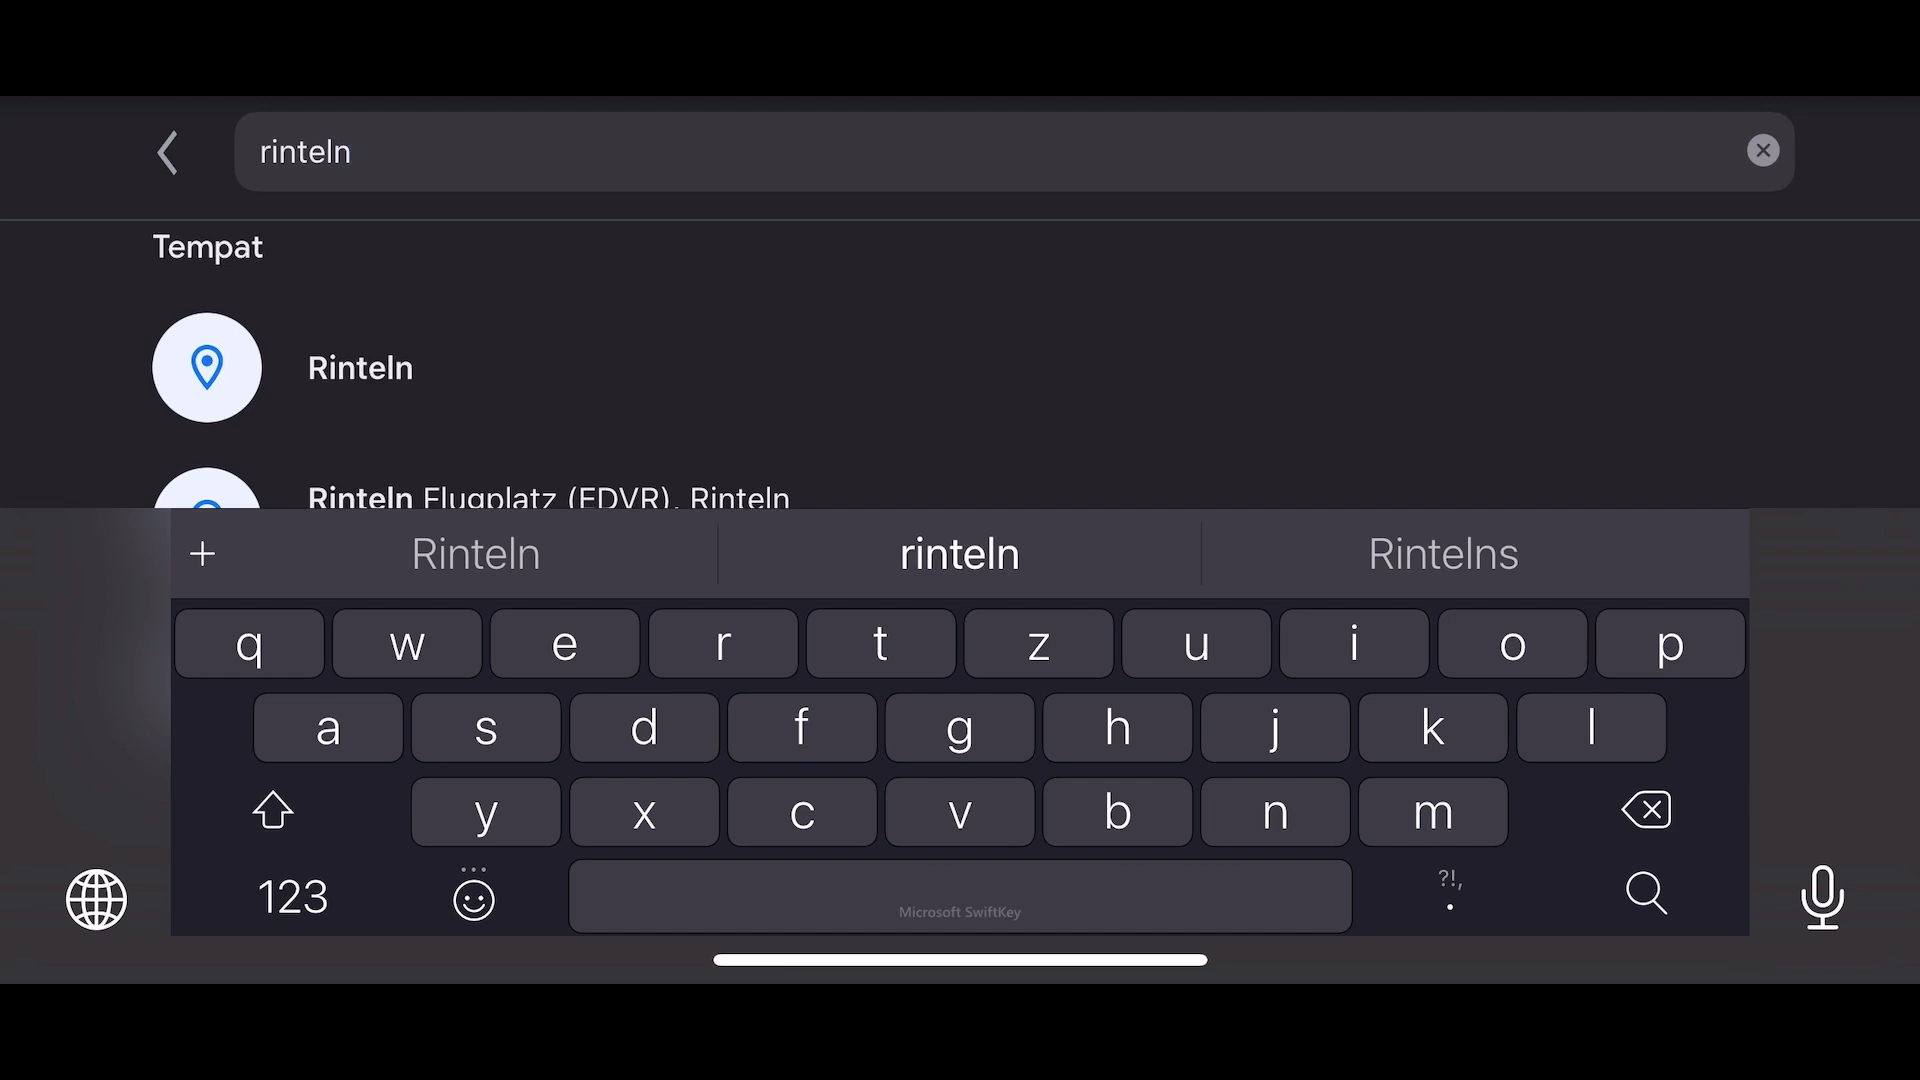 rinteln
Tempat
Rinteln
Rinteln Flugplatz (EDVR), Rinteln
+ Rinteln rinteln Rintelns
q w e r t z u i o p
a s d f g h j k l
y x c v b n m
123 Microsoft SwiftKey ?!, .